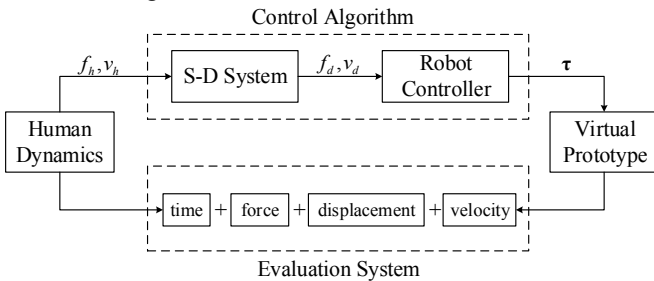 Control Algorithm
f_h, v_h
S-D System
f_d, v_d
Robot
Controller
τ
Human
Dynamics
Virtual
Prototype
time + force + displacement + velocity
Evaluation System